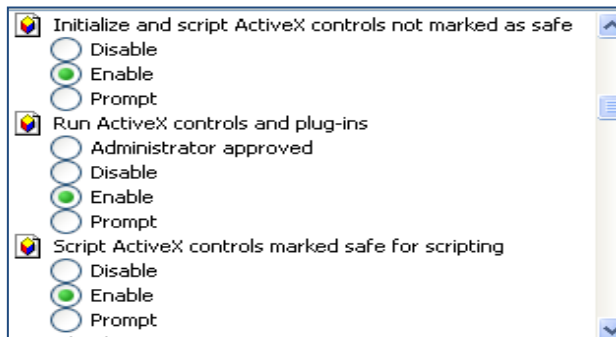 Initialize and script ActiveX controls not marked as safe
Disable
Enable
Prompt
Run ActiveX controls and plug-ins
Administrator approved
Disable
Enable
Prompt
Script ActiveX controls marked safe for scripting
Disable
Enable
Prompt